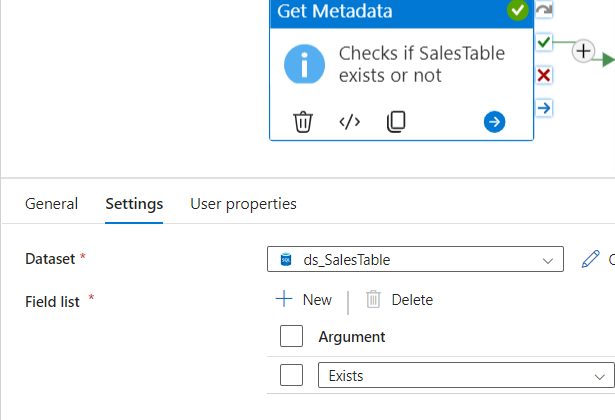 Get Metadata
Checks if SalesTable
exists or not
General Settings User properties
Dataset *
SQL ds_SalesTable
Field list *
New | Delete
Argument
Exists